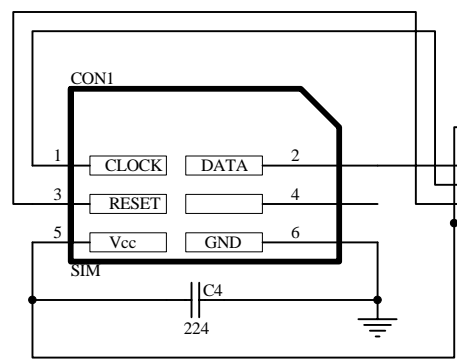 CON1
1 CLOCK DATA 2
3 RESET 4
5 Vcc GND 6
SIM
C4
224